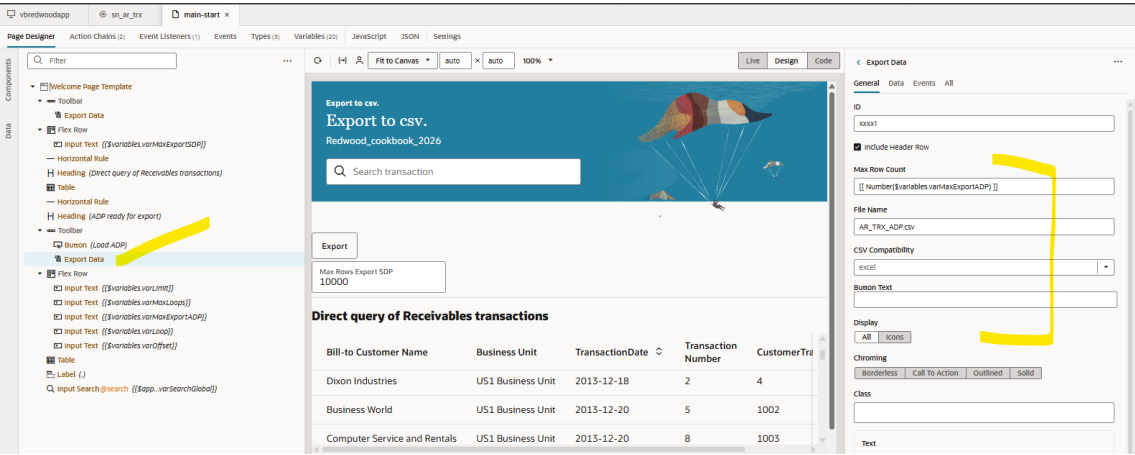 vbredwoodapp
sn_ar_trx
main-start ×
Page Designer
Action Chains (2)
Event Listeners (1)
Events
Types (3)
Variables (20)
JavaScript
JSON
Settings
Components
Data
Filter
Welcome Page Template
Toolbar
Export Data
Flex Row
Input Text {{$variables.varMaxExportSDP}}
Horizontal Rule
Heading (Direct query of Receivables transactions)
Table
Horizontal Rule
Heading (ADP ready for export)
Toolbar
Button (Load ADP)
Export Data
Flex Row
Input Text {{$variables.varLimit}}
Input Text {{$variables.varMaxLoops}}
Input Text {{$variables.varMaxExportADP}}
Input Text {{$variables.varLoop}}
Input Text {{$variables.varOffset}}
Table
Label (.)
Input Search @search {{$app...varSearchGlobal}}
Fit to Canvas
auto × auto
100%
Live
Design
Code
Export to csv.
Export to csv.
Redwood_cookbook_2026
Search transaction
Export
Max Rows Export SDP
10000
Direct query of Receivables transactions
Bill-to Customer Name Business Unit TransactionDate Transaction Number CustomerTra
Dixon Industries US1 Business Unit 2013-12-18 2 4
Business World US1 Business Unit 2013-12-20 5 1002
Computer Service and Rentals US1 Business Unit 2013-12-20 8 1003
Export Data
General Data Events All
ID
xxxx1
Include Header Row
Max Row Count
[[ Number($variables.varMaxExportADP) ]]
File Name
AR_TRX_ADP.csv
CSV Compatibility
excel
Button Text
Display
All Icons
Chroming
Borderless Call To Action Outlined Solid
Class
Text